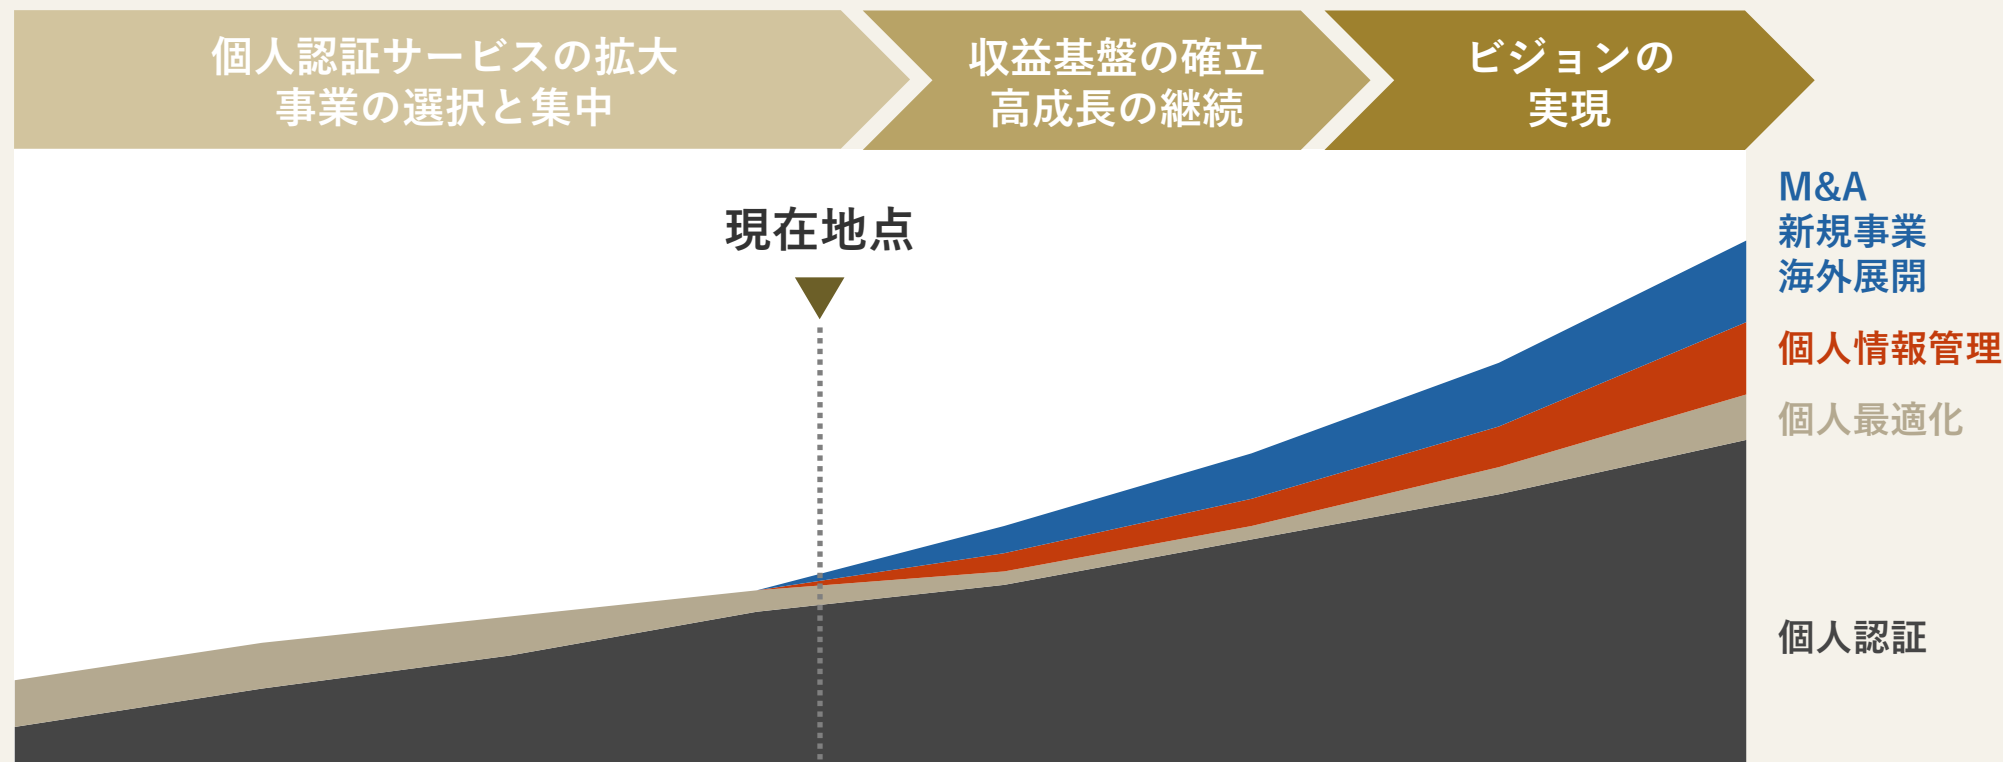 個人認証サービスの拡大
事業の選択と集中
収益基盤の確立
高成長の継続
ビジョンの
実現
現在地点
M&A
新規事業
海外展開
個人情報管理
個人最適化
個人認証